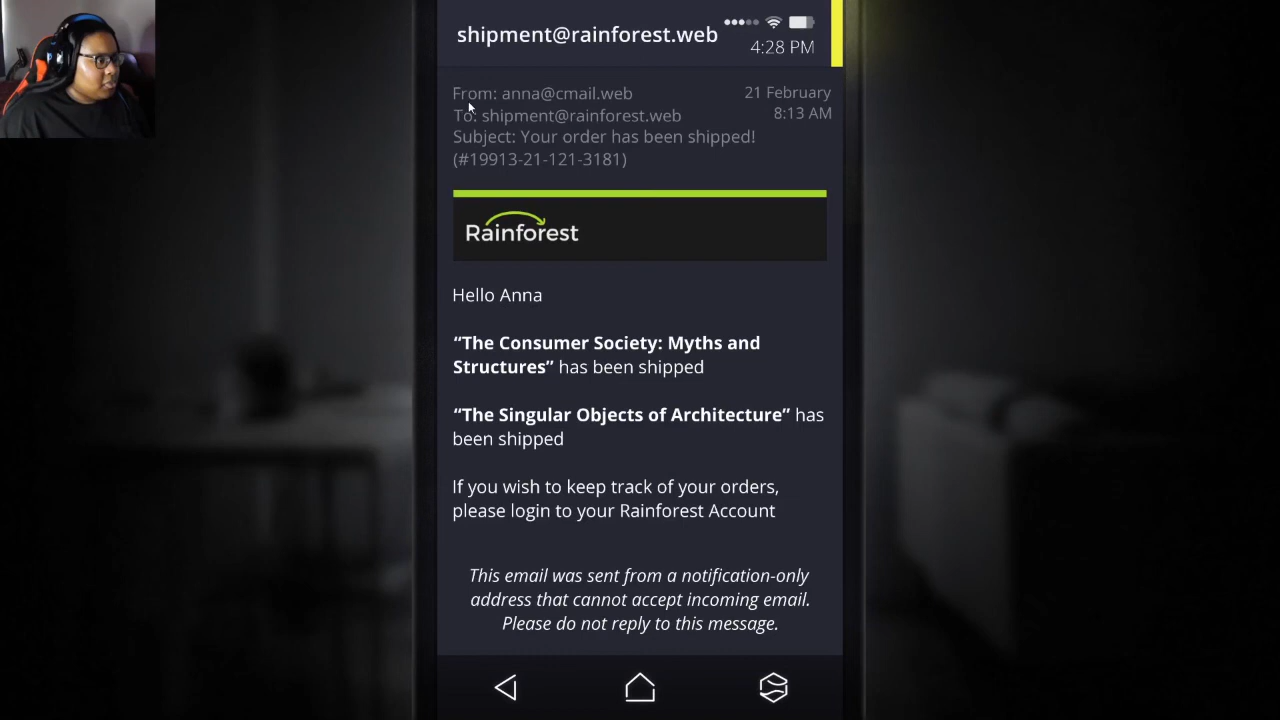 shipment@rainforest.web
4:28 PM
From: anna@cmail.web
21 February
To: shipment@rainforest.web
8:13 AM
Subject: Your order has been shipped!
(#19913-21-121-3181)
Rainforest
Hello Anna
“The Consumer Society: Myths and
Structures” has been shipped
“The Singular Objects of Architecture” has
been shipped
If you wish to keep track of your orders,
please login to your Rainforest Account
This email was sent from a notification-only
address that cannot accept incoming email.
Please do not reply to this message.